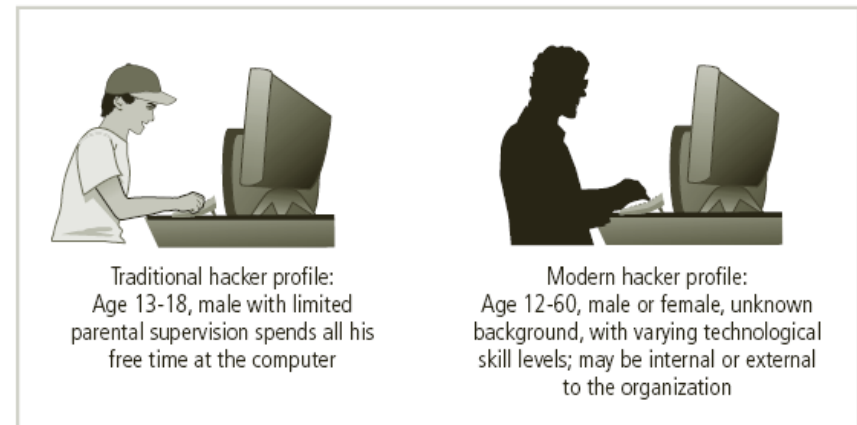 Traditional hacker profile:
Age 13-18, male with limited
parental supervision spends all his
free time at the computer
Modern hacker profile:
Age 12-60, male or female, unknown
background, with varying technological
skill levels; may be internal or external
to the organization